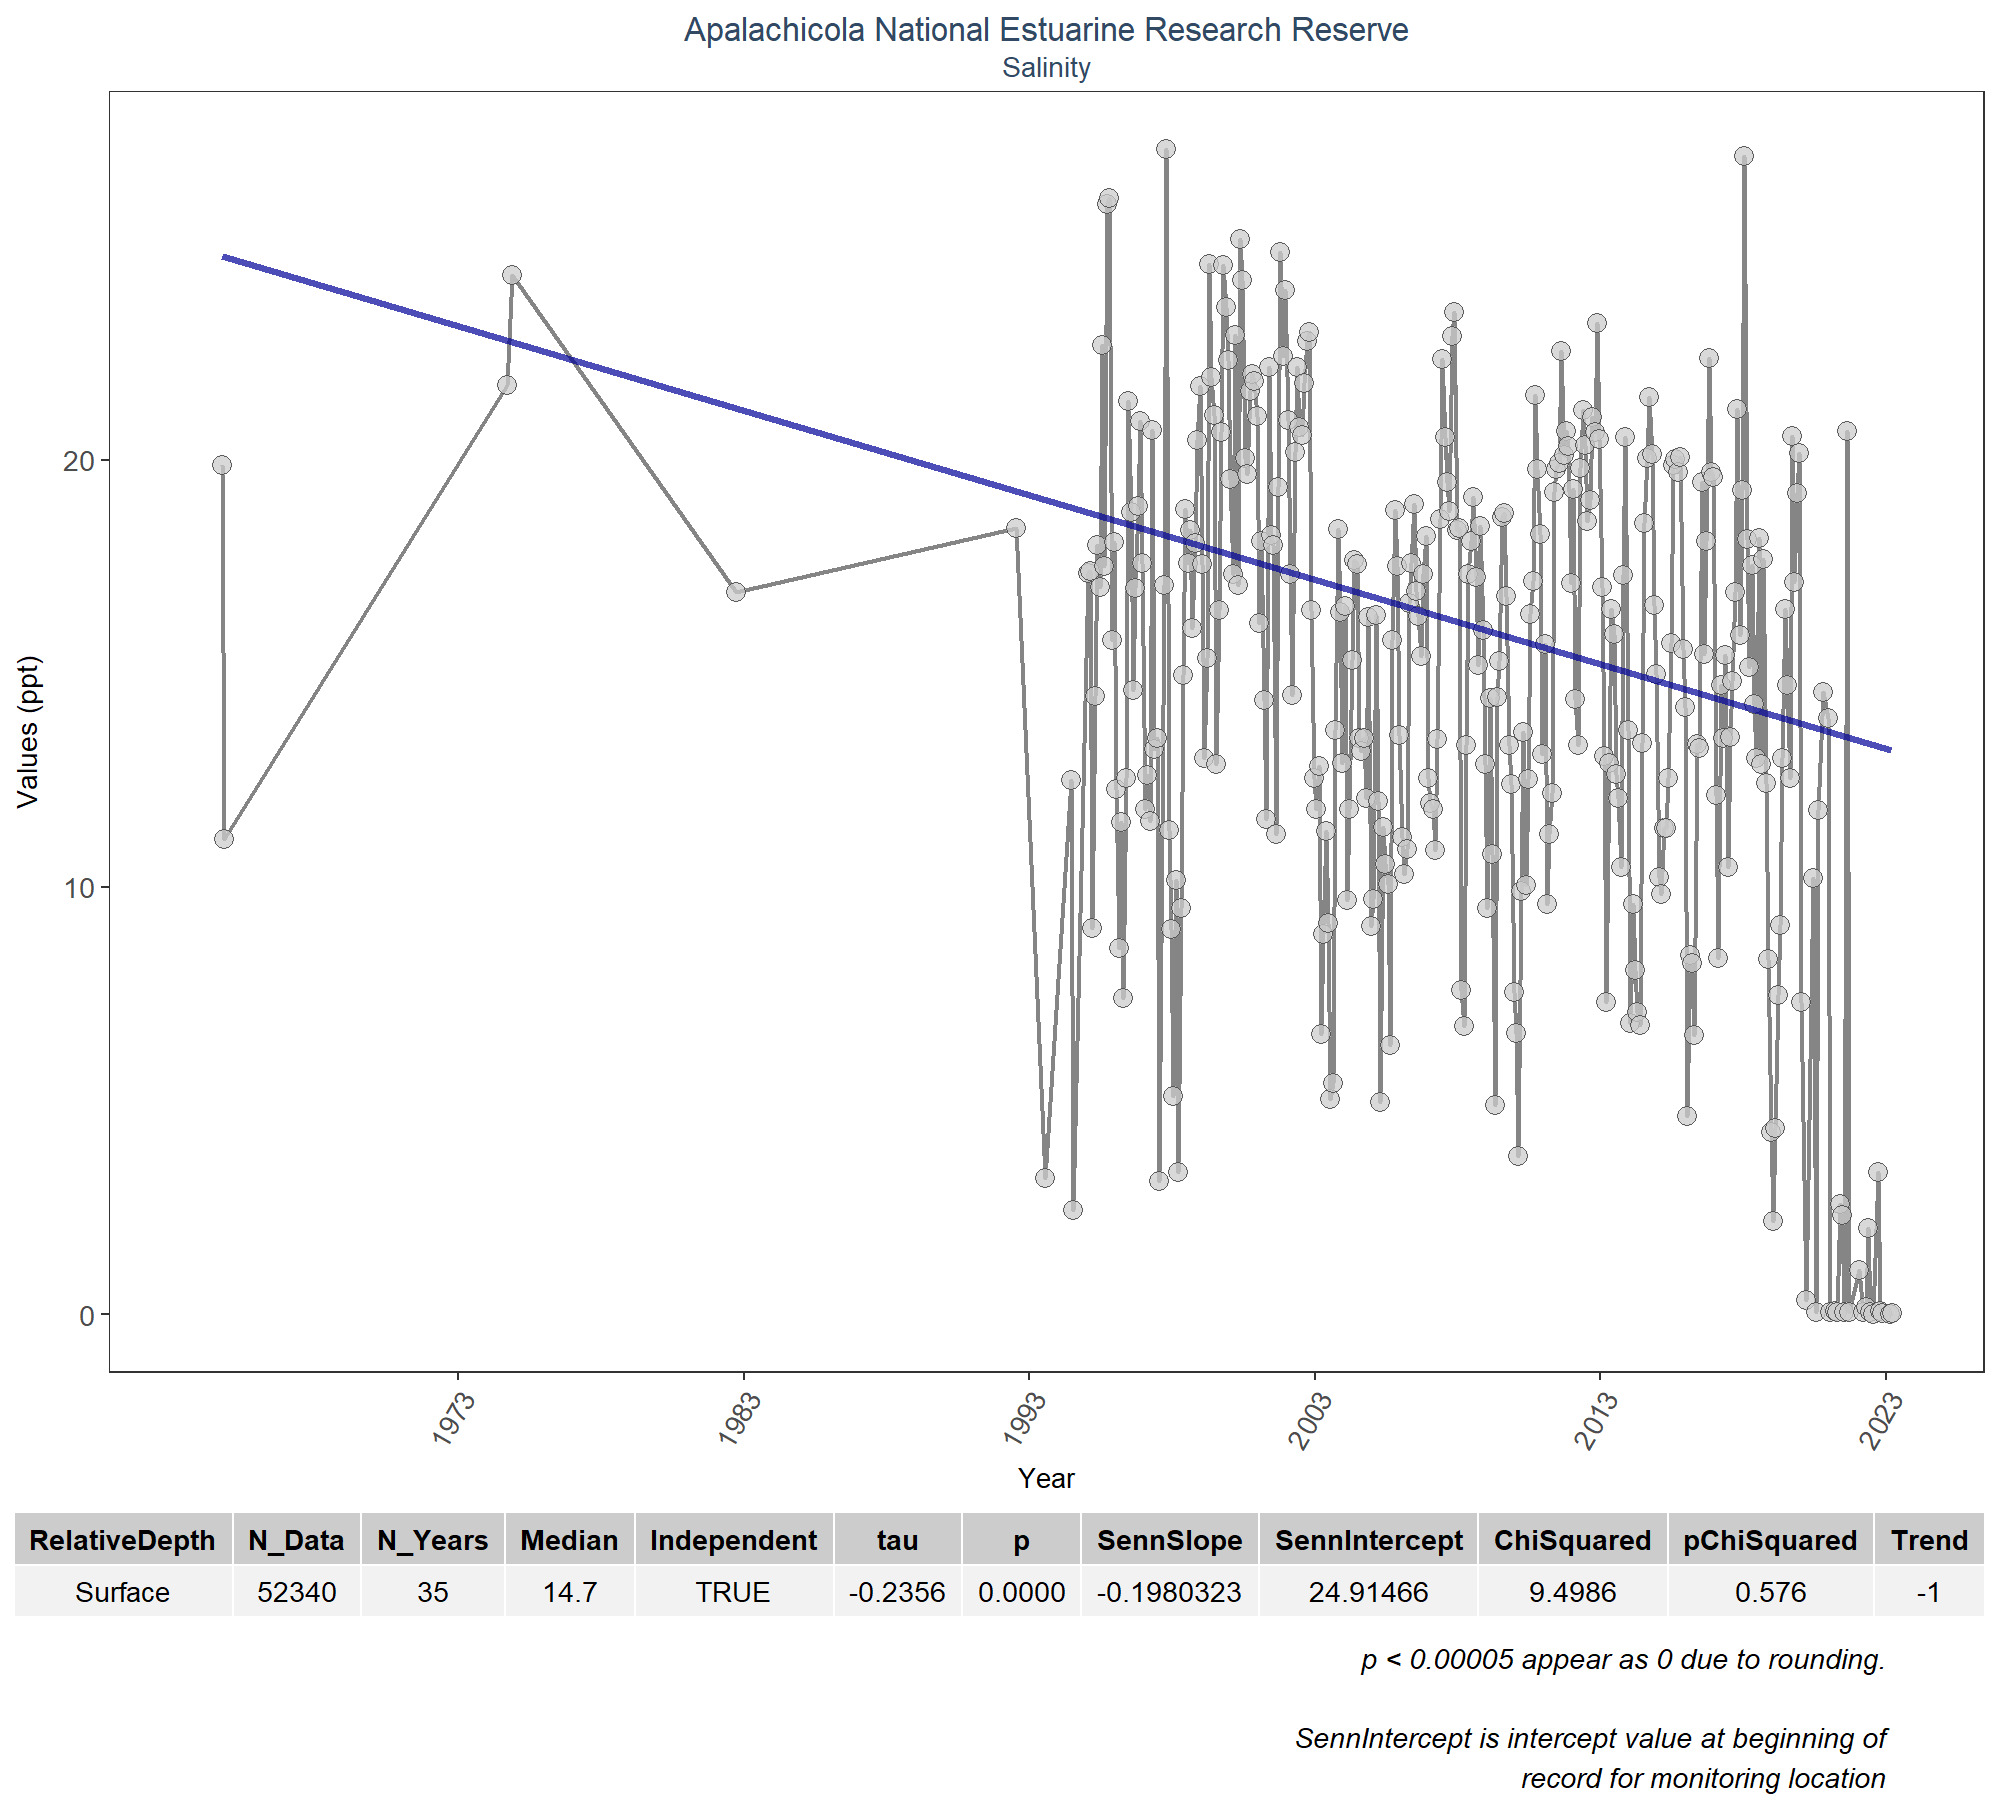 Apalachicola National Estuarine Research Reserve
Salinity
Values (ppt)
20
10
0
1973 1983 1993 2003 2013 2023
Year
RelativeDepth N_Data N_Years Median Independent tau p SennSlope SennIntercept ChiSquared pChiSquared Trend
Surface 52340 35 14.7 TRUE -0.2356 0.0000 -0.1980323 24.91466 9.4986 0.576 -1
p < 0.00005 appear as 0 due to rounding.
SennIntercept is intercept value at beginning of
record for monitoring location